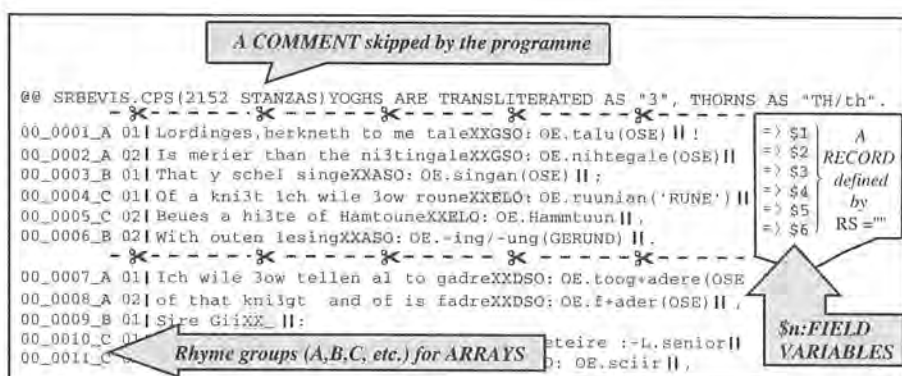 A COMMENT skipped by the programme
@@ SRBEVIS.CPS(2152 STANZAS)YOGHS ARE TRANSLITERATED AS "3", THORNS AS "TH/th".
00_0001_A 01| Lordinges,herkneth to me taleXXGSO: OE.talu(OSE) || !
00_0002_A 02| Is merier than the ni3tingaleXXGSO: OE.nihtegale(OSE)||
00_0003_B 01| That y schel singeXXASO: OE.singan(OSE) ||;
00_0004_C 01| Of a kni3t Ich wile 3ow rouneXXELO: OE.ruunian('RUNE') ||
00_0005_C 02| Beues a hi3te of HamtouneXXELO: OE.Hammtuun||,
00_0006_B 02| With outen lesingXXASO: OE.-ing/-ung(GERUND) ||.
=> $1
=> $2
=> $3
=> $4
=> $5
=> $6
A
RECORD
defined
by
RS =""
00_0007_A 01| Ich wile 3ow tellen al to gadreXXDSO: OE.toog+adere(OSE
00_0008_A 02| of that kni1gt and of is fadreXXDSO: OE.f+ader(OSE)||,
00_0009_B 01| Sire GiiXX_ ||:
00_0010_C 01 eteire :-L.senior||
00_0011_C O: OE.sciir||,
Rhyme groups (A,B,C, etc.) for ARRAYS
$n:FIELD
VARIABLES